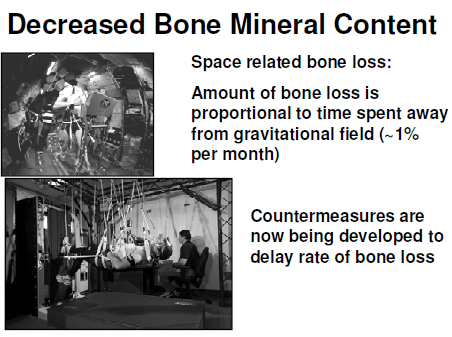 Decreased Bone Mineral Content
Space related bone loss:
Amount of bone loss is
proportional to time spent away
from gravitational field (~1%
per month)
Countermeasures are
now being developed to
delay rate of bone loss